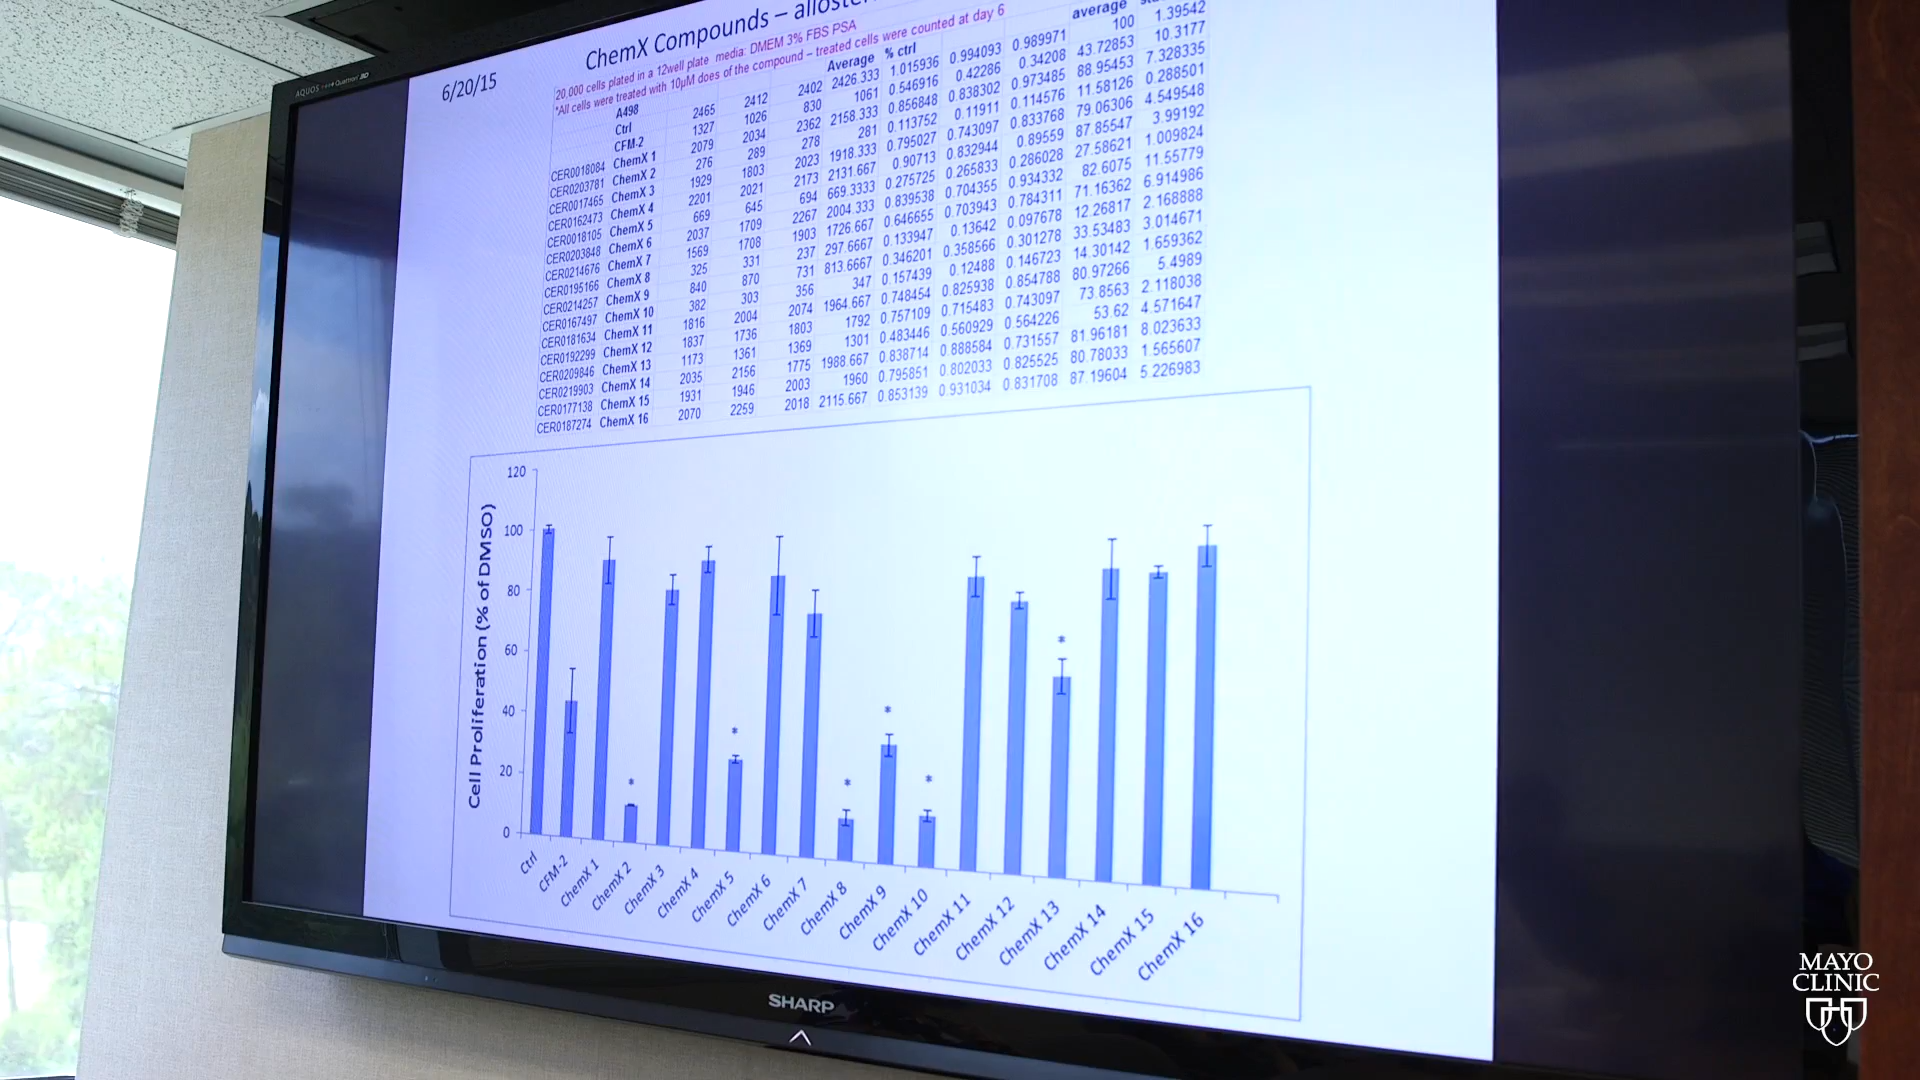 AQUOS Quattron 3D
ChemX Compounds –
6/20/15
20,000 cells plated in a 12well plate media: DMEM 3% FBS PSA
*All cells were treated with 10µM does of the compound – treated cells were counted at day 6
A498 Average % ctrl average
Ctrl 2465 2412 2402 2426.333 1.015936 0.994093 0.989971 100 1.39542
CFM-2 1327 1026 830 1061 0.546916 0.42286 0.34208 43.72853 10.3177
CER0018084 ChemX 1 2079 2034 2362 2158.333 0.856848 0.838302 0.973485 88.95453 7.328335
CER0203781 ChemX 2 276 289 278 281 0.113752 0.11911 0.114576 11.58126 0.288501
CER0017465 ChemX 3 1929 1803 2023 1918.333 0.795027 0.743097 0.833768 79.06306 4.549548
CER0162473 ChemX 4 2201 2021 2173 2131.667 0.90713 0.832944 0.89559 87.85547 3.99192
CER0018105 ChemX 5 669 645 694 669.3333 0.275725 0.265833 0.286028 27.58621 1.009824
CER0203848 ChemX 6 2037 1709 2267 2004.333 0.839538 0.704355 0.934332 82.6075 11.55779
CER0214676 ChemX 7 1569 1708 1903 1726.667 0.646655 0.703943 0.784311 71.16362 6.914986
CER0195166 ChemX 8 325 331 237 297.6667 0.133947 0.13642 0.097678 12.26817 2.168888
CER0214257 ChemX 9 840 870 731 813.6667 0.346201 0.358566 0.301278 33.53483 3.014671
CER0167497 ChemX 10 382 303 356 347 0.157439 0.12488 0.146723 14.30142 1.659362
CER0181634 ChemX 11 1816 2004 2074 1964.667 0.748454 0.825938 0.854788 80.97266 5.4989
CER0192299 ChemX 12 1837 1736 1803 1792 0.757109 0.715483 0.743097 73.8563 2.118038
CER0209846 ChemX 13 1173 1361 1369 1301 0.483446 0.560929 0.564226 53.62 4.571647
CER0219903 ChemX 14 2035 2156 1775 1988.667 0.838714 0.888584 0.731557 81.96181 8.023633
CER0177138 ChemX 15 1931 1946 2003 1960 0.795851 0.802033 0.825525 80.78033 1.565607
CER0187274 ChemX 16 2070 2259 2018 2115.667 0.853139 0.931034 0.831708 87.19604 5.226983
Cell Proliferation (% of DMSO)
120
100
80
60
40
20
0
* * * * * *
Ctrl CFM-2 ChemX 1 ChemX 2 ChemX 3 ChemX 4 ChemX 5 ChemX 6 ChemX 7 ChemX 8 ChemX 9 ChemX 10 ChemX 11 ChemX 12 ChemX 13 ChemX 14 ChemX 15 ChemX 16
SHARP
MAYO
CLINIC